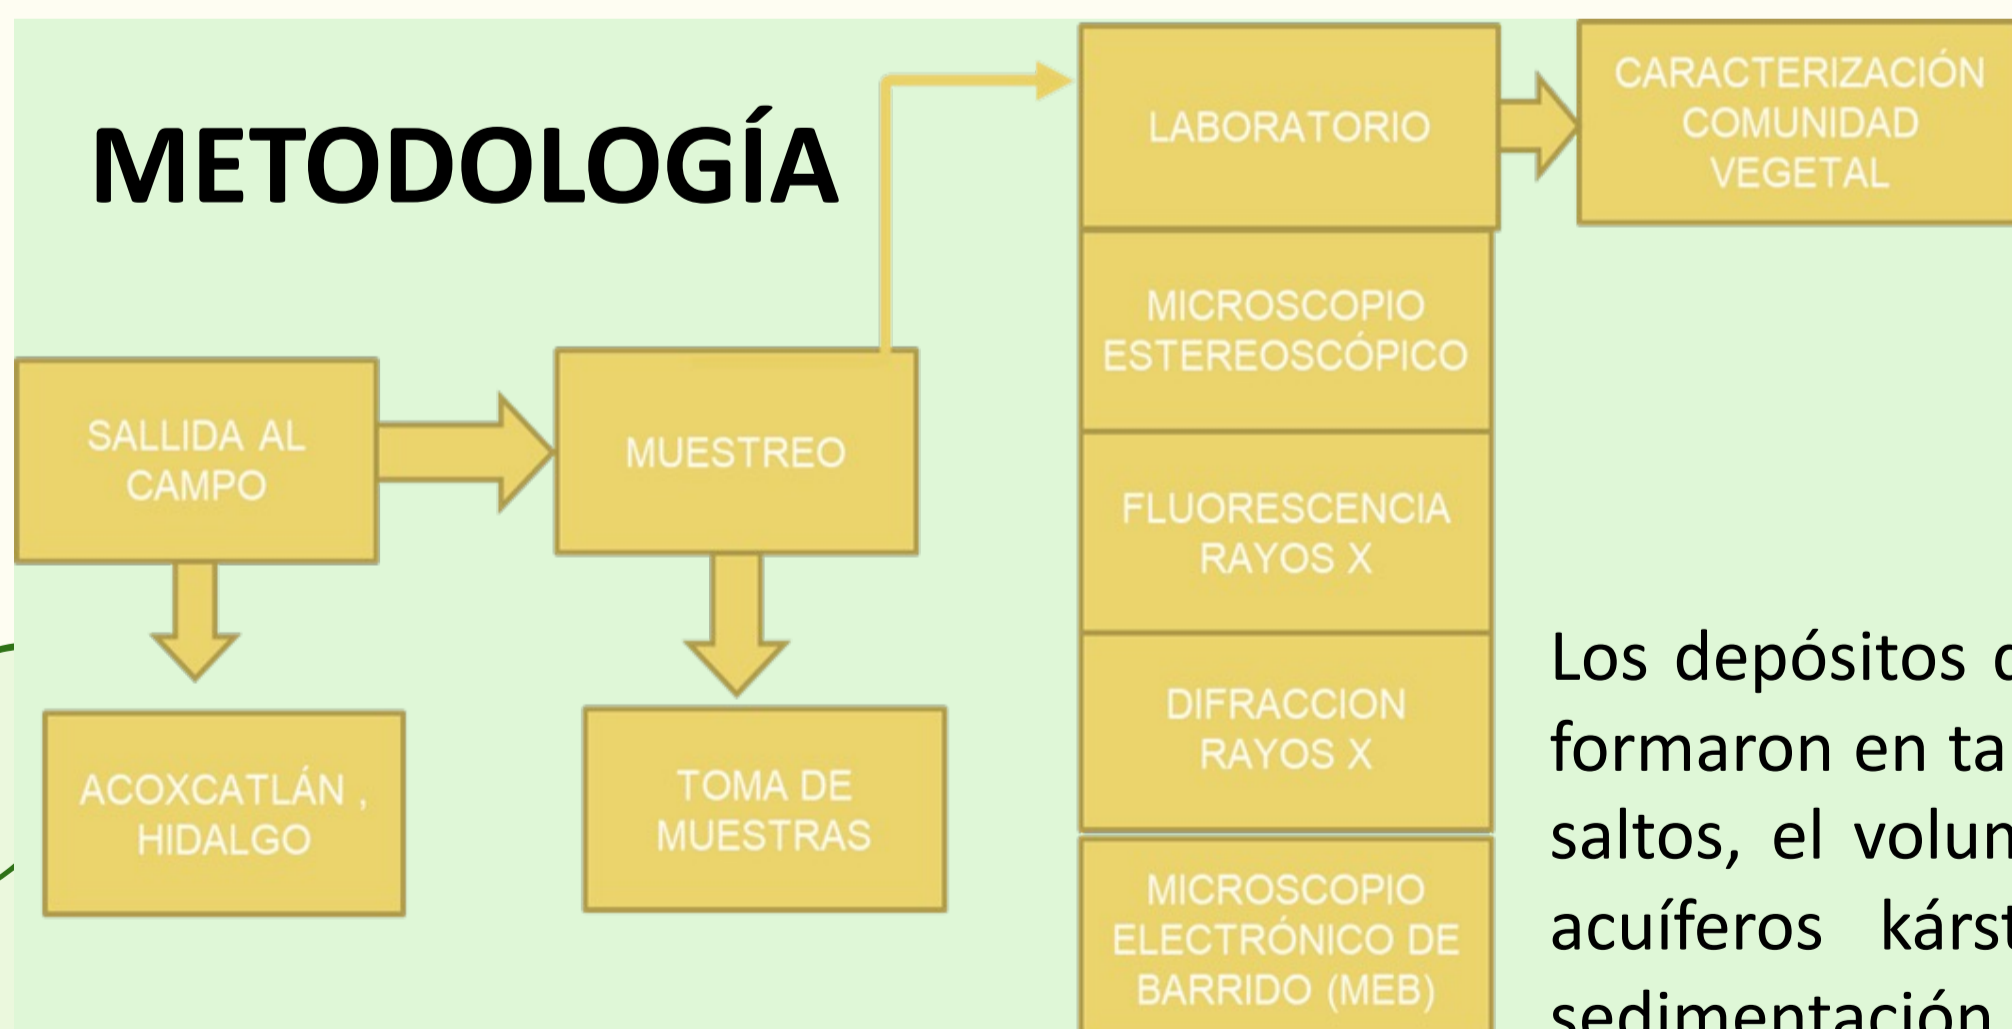 METODOLOGÍA
SALLIDA AL
CAMPO
ACOXCATLÁN ,
HIDALGO
MUESTREO
TOMA DE
MUESTRAS
LABORATORIO
MICROSCOPIO
ESTEREOSCÓPICO
FLUORESCENCIA
RAYOS X
DIFRACCION
RAYOS X
MICROSCOPIO
ELECTRÓNICO DE
BARRIDO (MEB)
CARACTERIZACIÓN
COMUNIDAD
VEGETAL
Los depósitos
formaron en
saltos, el
acuíferos
sedimentación